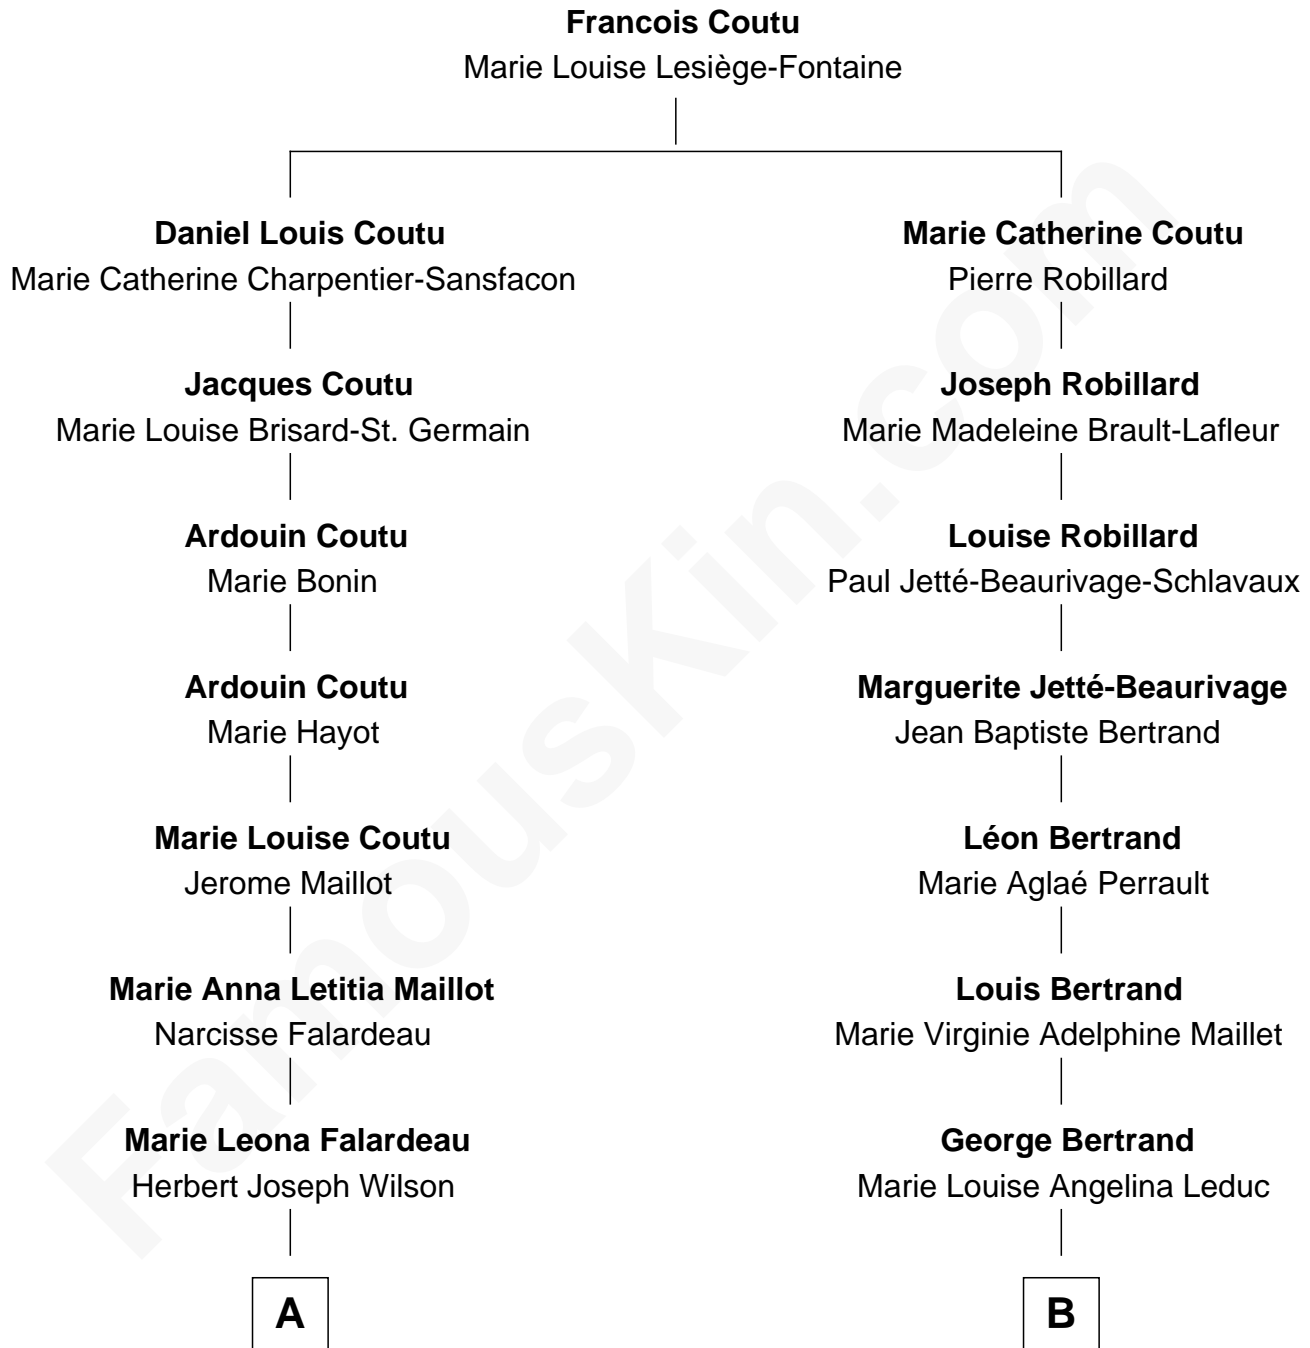 Francois Coutu
Marie Louise Lesiège-Fontaine
Daniel Louis Coutu
Marie Catherine Charpentier-Sansfacon
Jacques Coutu
Marie Louise Brisard-St. Germain
Ardouin Coutu
Marie Bonin
Ardouin Coutu
Marie Hayot
Marie Louise Coutu
Jerome Maillot
Marie Anna Letitia Maillot
Narcisse Falardeau
Marie Leona Falardeau
Herbert Joseph Wilson
A
Marie Catherine Coutu
Pierre Robillard
Joseph Robillard
Marie Madeleine Brault-Lafleur
Louise Robillard
Paul Jetté-Beaurivage-Schlavaux
Marguerite Jetté-Beaurivage
Jean Baptiste Bertrand
Léon Bertrand
Marie Aglaé Perrault
Louis Bertrand
Marie Virginie Adelphine Maillet
George Bertrand
Marie Louise Angelina Leduc
B
FamousKin.com